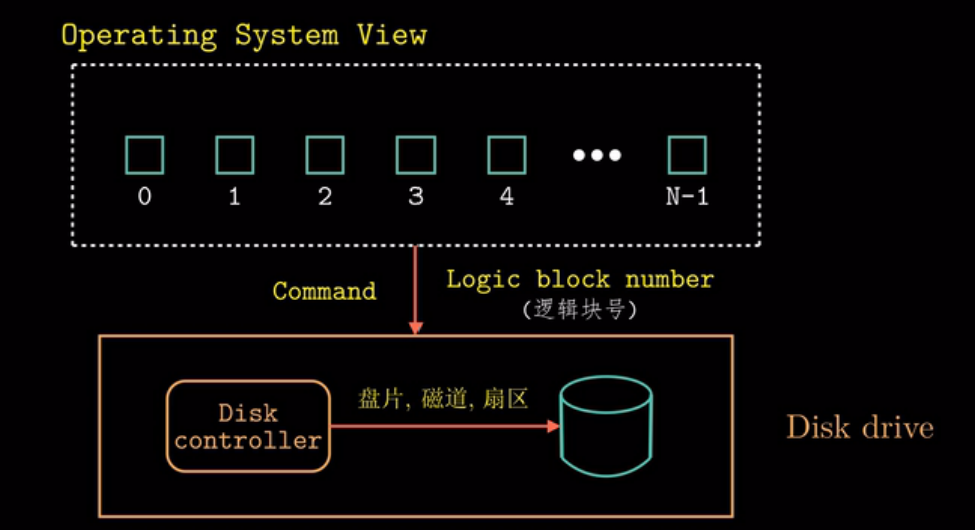 Operating System View
0 1 2 3 4 ••• N-1
Command
Logic block number
(逻辑块号)
Disk
controller
盘片, 磁道, 扇区
Disk drive